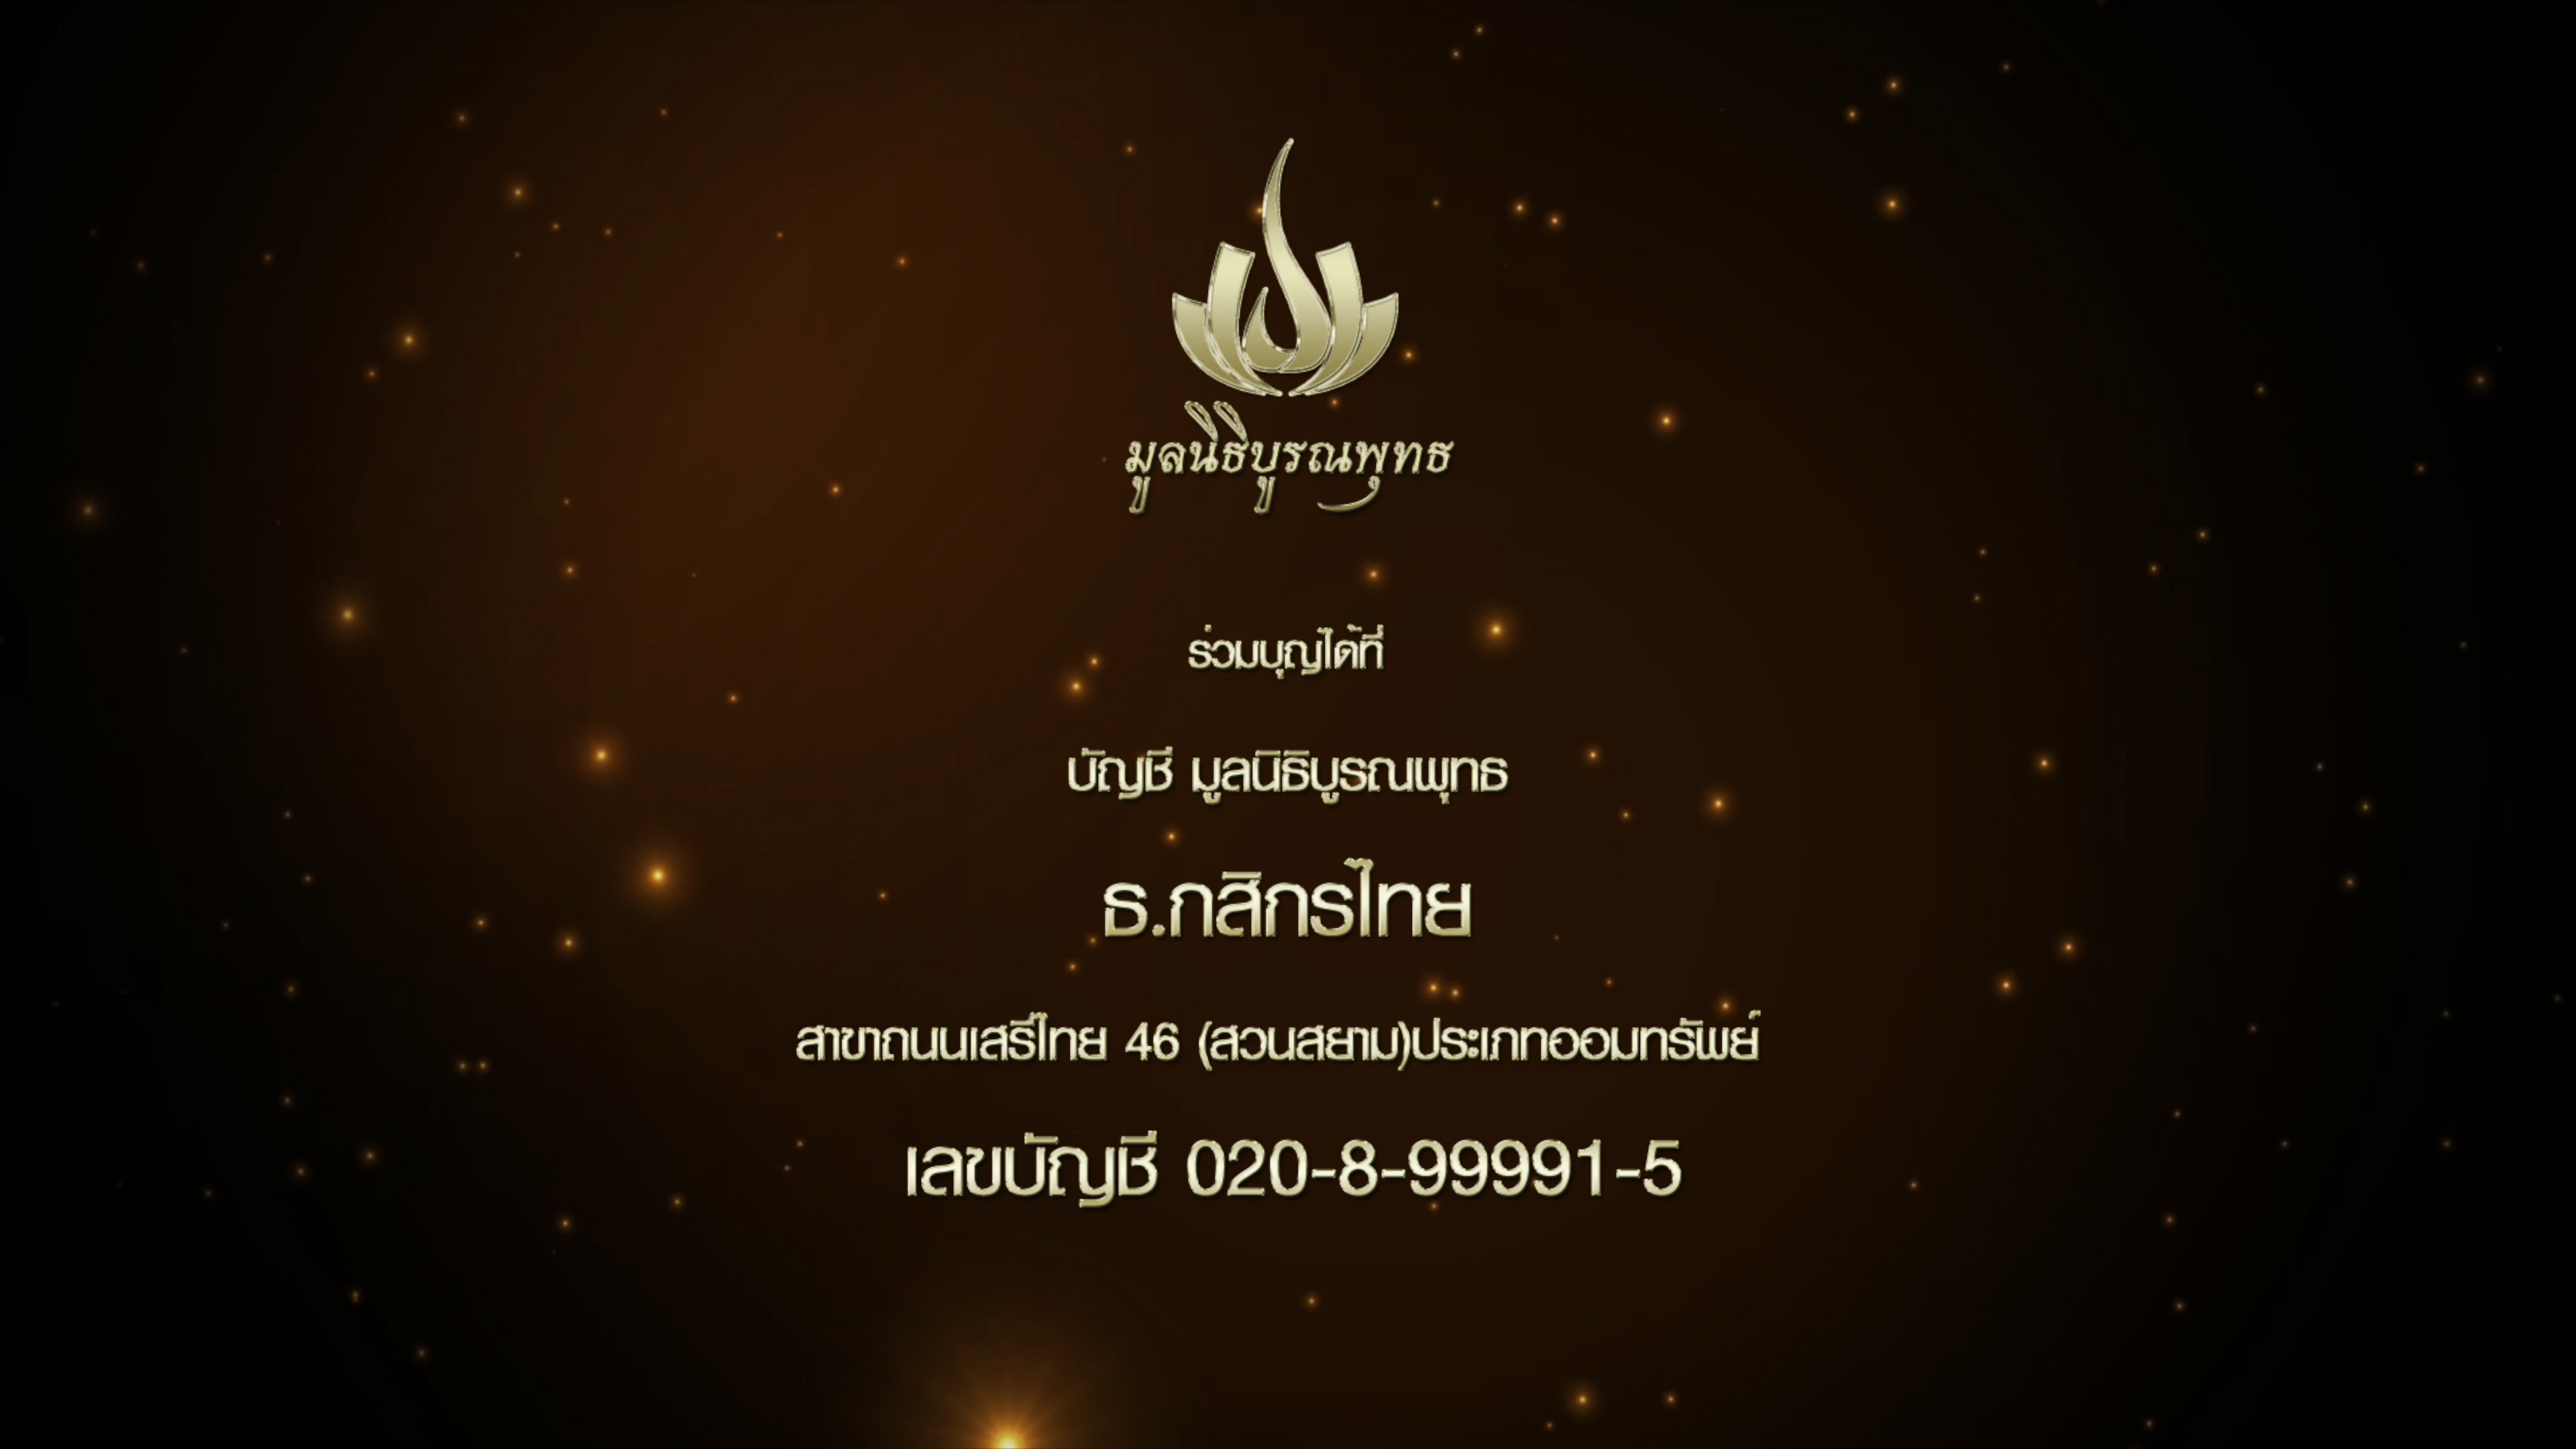 มูลนิธิบูรณพุทธ
ร่วมบุญได้ที่
บัญชี มูลนิธิบูรณพุทธ
ธ.กสิกรไทย
สาขาถนนเสรีไทย 46 (สวนสยาม)ประเภทออมทรัพย์
เลขบัญชี 020-8-99991-5